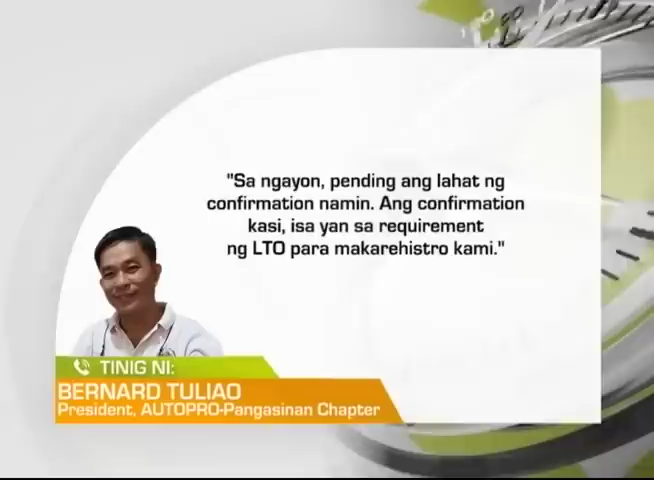 "Sa ngayon, pending ang lahat ng
confirmation namin. Ang confirmation
kasi, isa yan sa requirement
ng LTO para makarehistro kami."
TINIG NI:
BERNARD TULIAO
President, AUTOPRO-Pangasinan Chapter